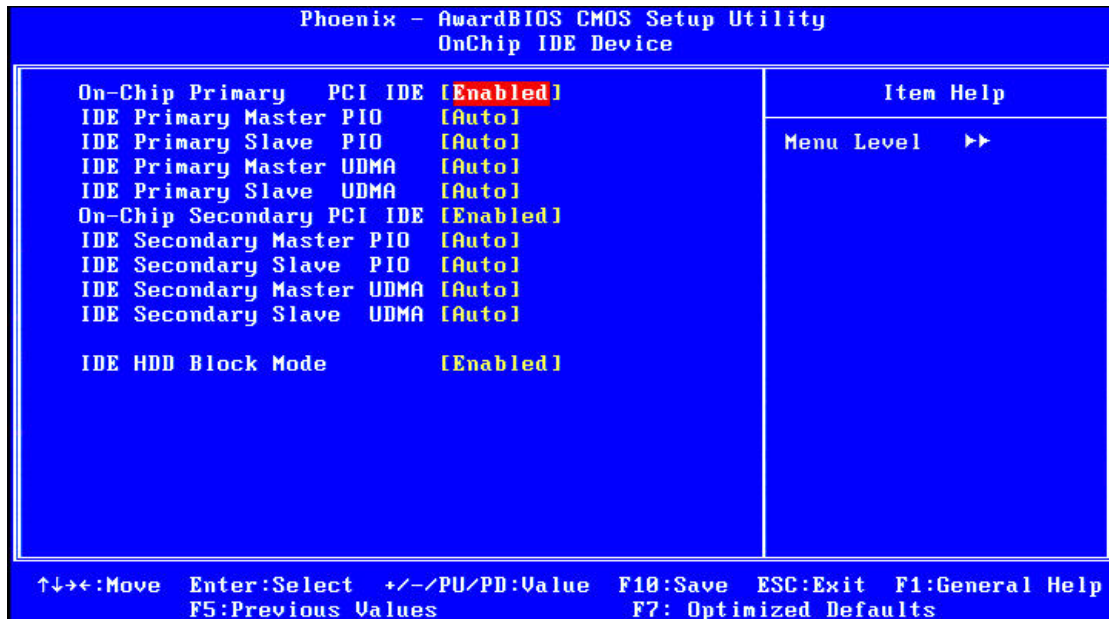 Phoenix - AwardBIOS CMOS Setup Utility
OnChip IDE Device
On-Chip Primary   PCI IDE [Enabled]
IDE Primary Master PIO    [Auto]
IDE Primary Slave  PIO    [Auto]
IDE Primary Master UDMA   [Auto]
IDE Primary Slave  UDMA   [Auto]
On-Chip Secondary PCI IDE [Enabled]
IDE Secondary Master PIO  [Auto]
IDE Secondary Slave  PIO  [Auto]
IDE Secondary Master UDMA [Auto]
IDE Secondary Slave  UDMA [Auto]
IDE HDD Block Mode        [Enabled]
Item Help
Menu Level   ▸▸
↑↓→←:Move  Enter:Select  +/-/PU/PD:Value  F10:Save  ESC:Exit  F1:General Help
F5:Previous Values                F7: Optimized Defaults